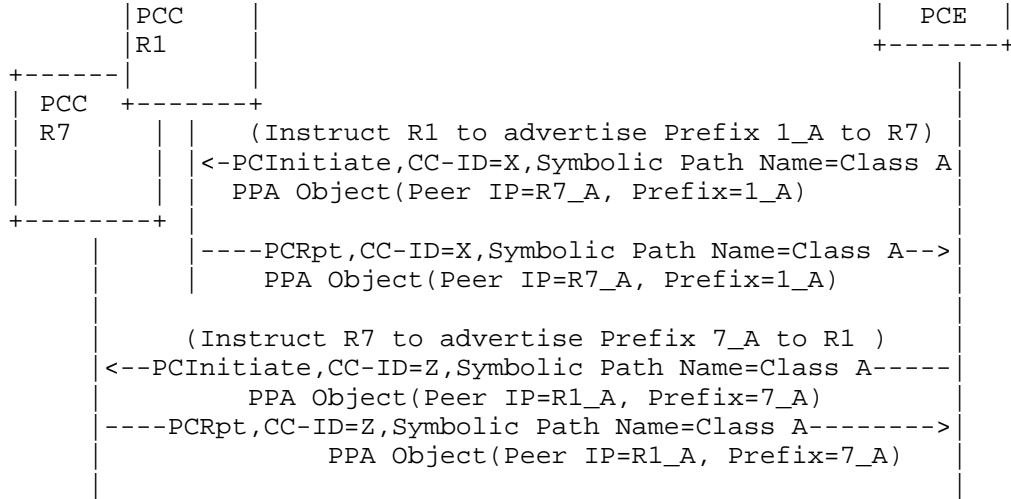 PCC PCE
R1
PCC
R7 (Instruct R1 to advertise Prefix 1_A to R7)
<-PCInitiate,CC-ID=X,Symbolic Path Name=Class A
PPA Object(Peer IP=R7_A, Prefix=1_A)
----PCRpt,CC-ID=X,Symbolic Path Name=Class A-->
PPA Object(Peer IP=R7_A, Prefix=1_A)
(Instruct R7 to advertise Prefix 7_A to R1 )
<--PCInitiate,CC-ID=Z,Symbolic Path Name=Class A-----
PPA Object(Peer IP=R1_A, Prefix=7_A)
----PCRpt,CC-ID=Z,Symbolic Path Name=Class A-------->
PPA Object(Peer IP=R1_A, Prefix=7_A)